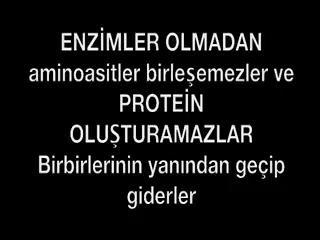 ENZİMLER OLMADAN
aminoasitler birleşemezler ve
PROTEİN
OLUŞTURAMAZLAR
Birbirlerinin yanından geçip
giderler